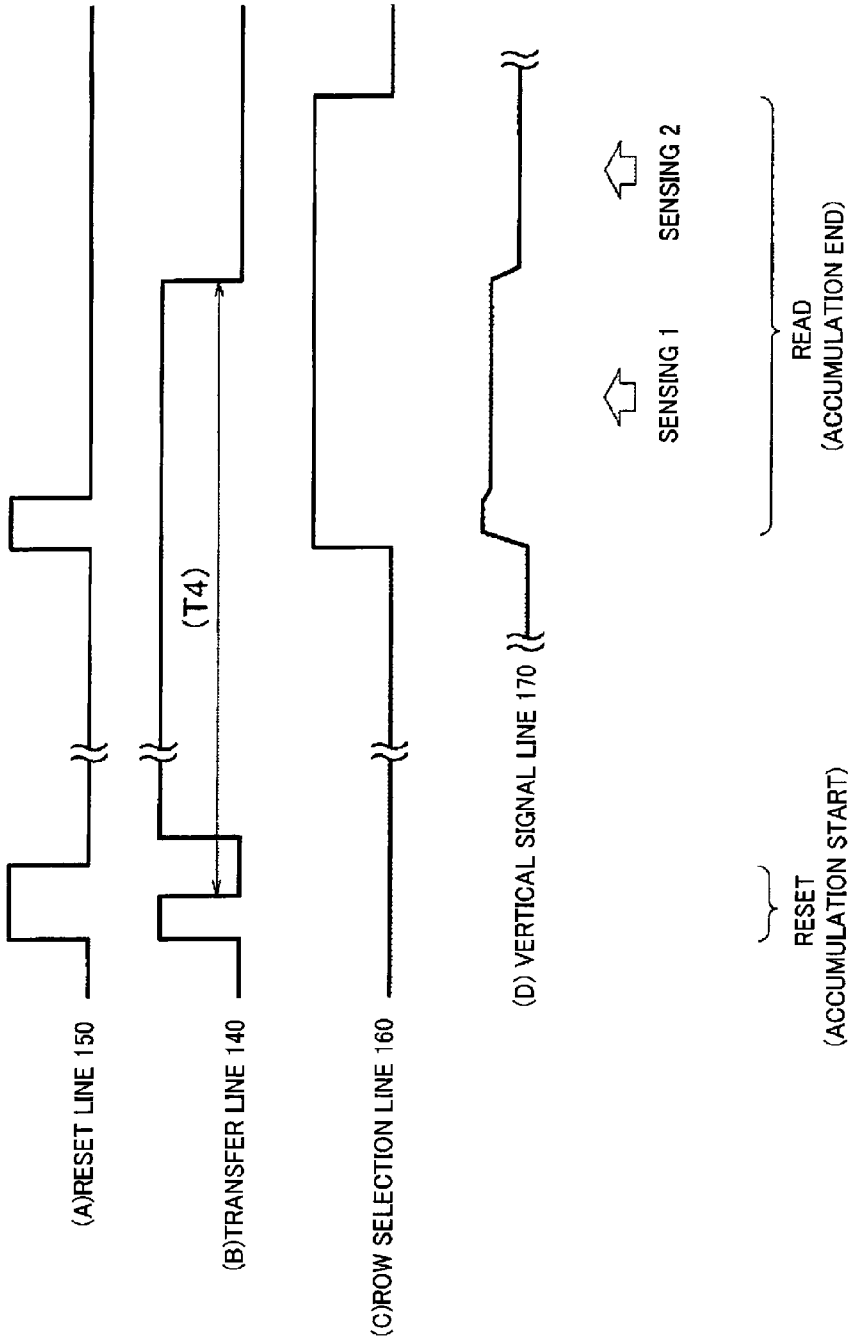 (A)RESET LINE 150
(B)TRANSFER LINE 140
(T4)
(C)ROW SELECTION LINE 160
(D) VERTICAL SIGNAL LINE 170
SENSING 1
SENSING 2
RESET
(ACCUMULATION START)
READ
(ACCUMULATION END)